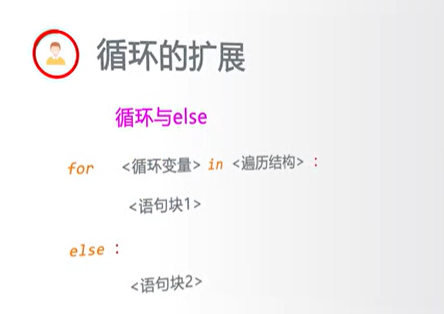 循环的扩展
循环与else
for <循环变量> in <遍历结构> :
<语句块1>
else :
<语句块2>